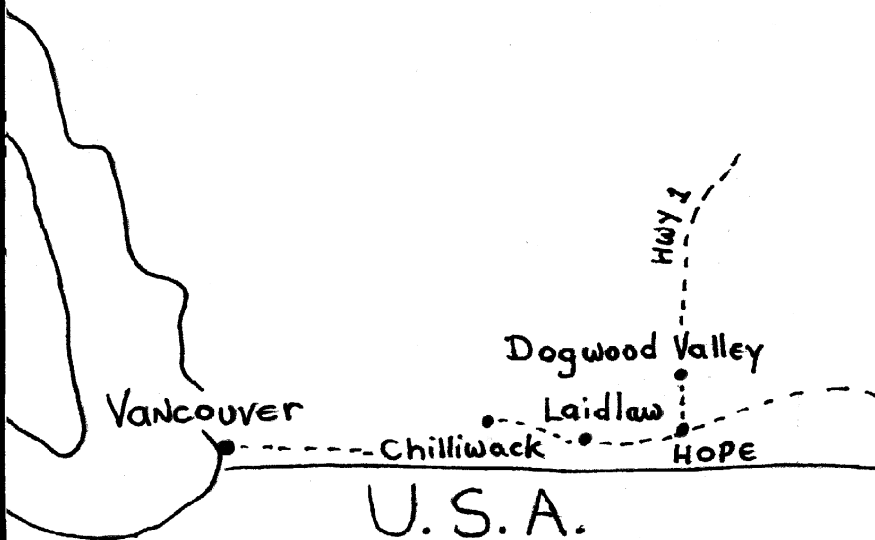 HWY 1
Dogwood Valley
Laidlaw
VANCOUVER
Chilliwack
HOPE
U.S.A.